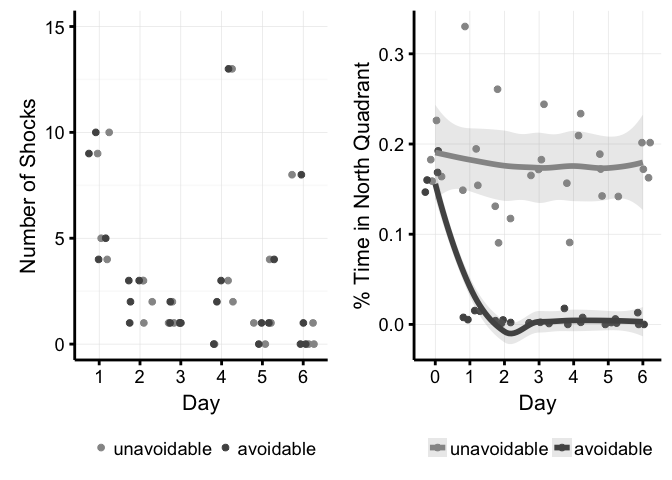 Number of Shocks
15
10
5
0
1 2 3 4 5 6
Day
unavoidable avoidable
% Time in North Quadrant
0.3
0.2
0.1
0.0
0 1 2 3 4 5 6
Day
unavoidable avoidable